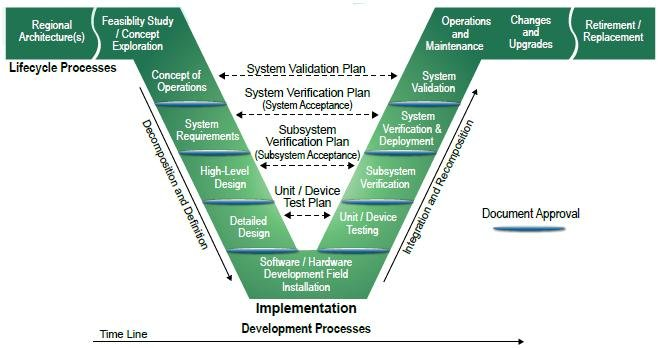 Regional
Architecture(s)
Feasiblity Study
/ Concept
Exploration
Operations
and
Maintenance
Changes
and
Upgrades
Retirement /
Replacement
Lifecycle Processes
Concept of
Operations
System Validation Plan
System
Validation
System Verification Plan
(System Acceptance)
System
Requirements
System
Verification &
Deployment
Subsystem
Verification Plan
(Subsystem Acceptance)
High-Level
Design
Subsystem
Verification
Unit / Device
Test Plan
Detailed
Design
Unit / Device
Testing
Decomposition and Definition
Integration and Recomposition
Document Approval
Software / Hardware
Development Field
Installation
Implementation
Development Processes
Time Line